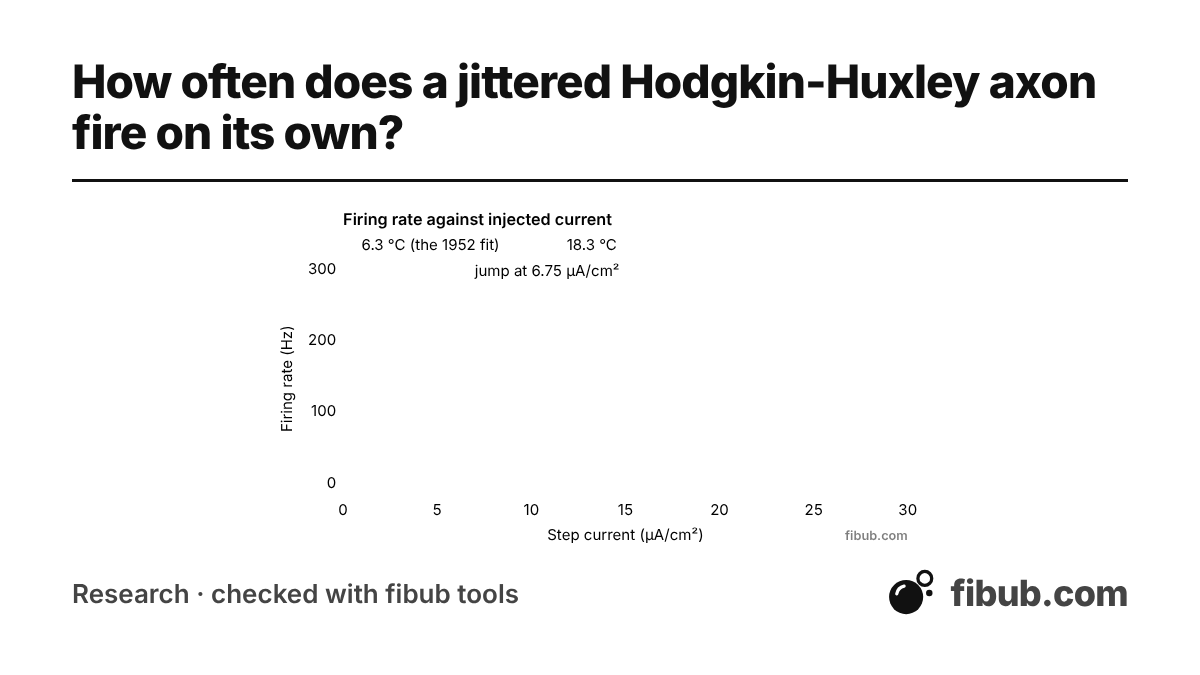 How often does a jittered Hodgkin-Huxley axon
fire on its own?
Firing rate against injected current
6.3 °C (the 1952 fit) 18.3 °C
jump at 6.75 µA/cm²
300
200
100
0
Firing rate (Hz)
0 5 10 15 20 25 30
Step current (µA/cm²)
fibub.com
Research · checked with fibub tools
fibub.com